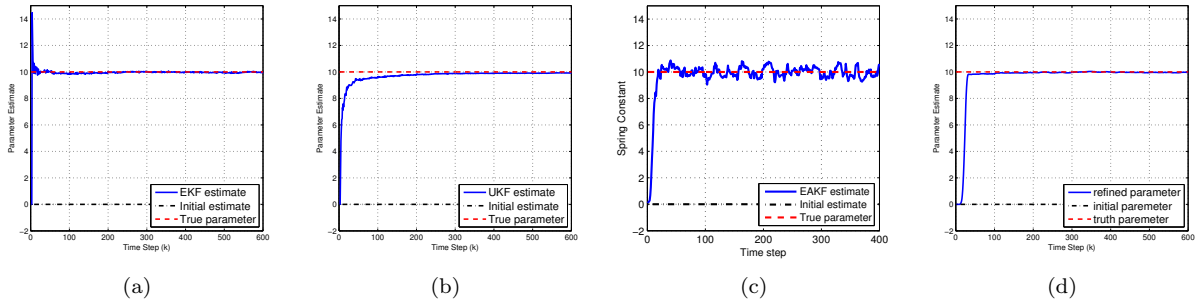 14
12
10
8
6
4
2
0
−2
0 100 200 300 400 500 600
Parameter Estimate
Time Step (k)
EKF estimate
Initial estimate
True parameter
(a)
14
12
10
8
6
4
2
0
−2
0 100 200 300 400 500 600
Parameter Estimate
Time Step (k)
UKF estimate
Initial estimate
True parameter
(b)
14
12
10
8
6
4
2
0
−2
0 100 200 300 400
Spring Constant
Time step
EAKF estimate
Initial estimate
True parameter
(c)
14
12
10
8
6
4
2
0
−2
0 100 200 300 400 500 600
Parameter Estimate
Time Step (k)
refined parameter
initial paremeter
truth paremeter
(d)